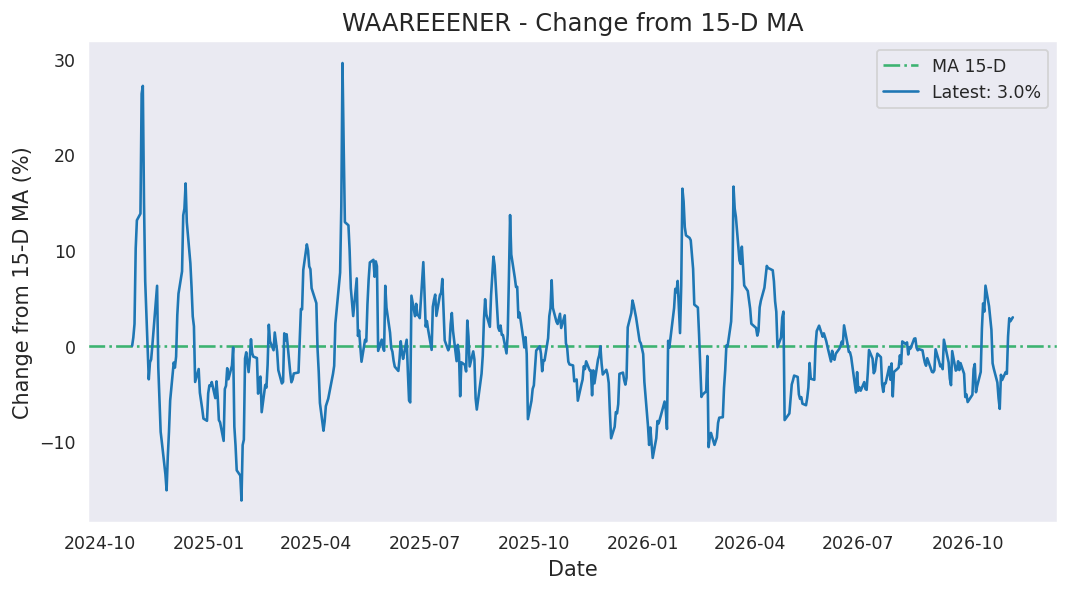 WAAREEENER - Change from 15-D MA
MA 15-D
Latest: 3.0%
Change from 15-D MA (%)
30
20
10
0
−10
2024-10 2025-01 2025-04 2025-07 2025-10 2026-01 2026-04 2026-07 2026-10
Date